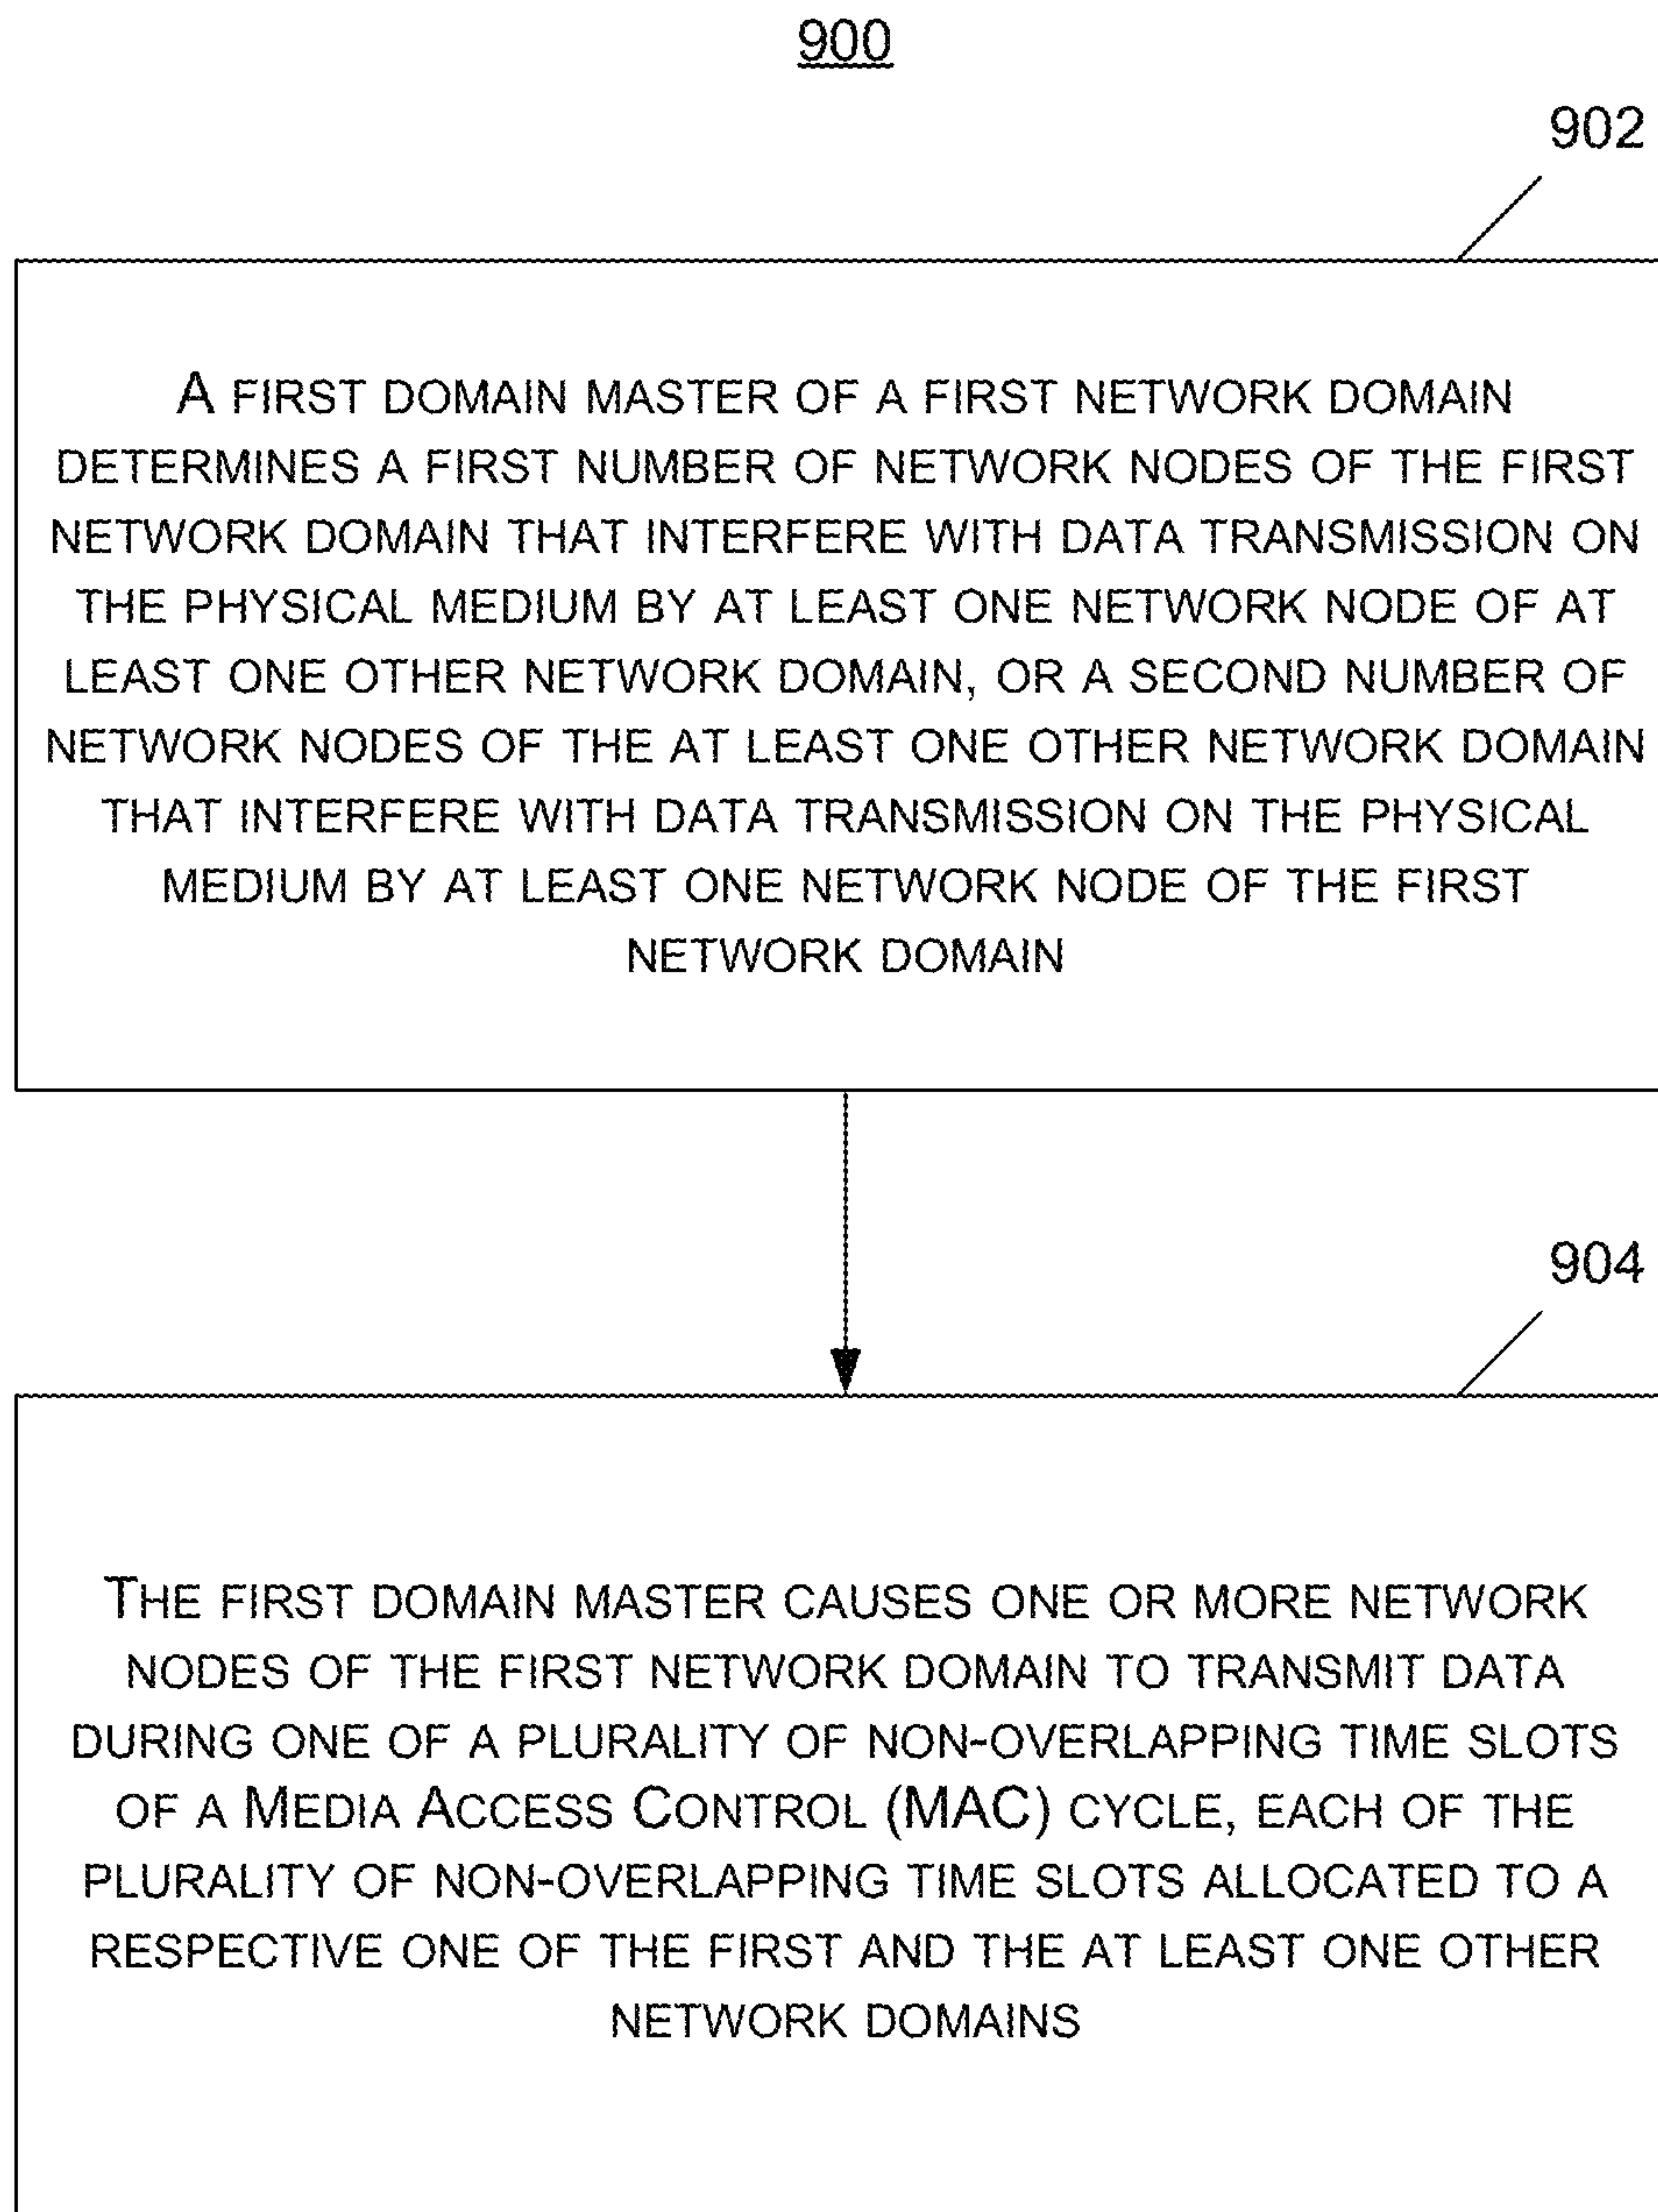 900
902
A FIRST DOMAIN MASTER OF A FIRST NETWORK DOMAIN
DETERMINES A FIRST NUMBER OF NETWORK NODES OF THE FIRST
NETWORK DOMAIN THAT INTERFERE WITH DATA TRANSMISSION ON
THE PHYSICAL MEDIUM BY AT LEAST ONE NETWORK NODE OF AT
LEAST ONE OTHER NETWORK DOMAIN, OR A SECOND NUMBER OF
NETWORK NODES OF THE AT LEAST ONE OTHER NETWORK DOMAIN
THAT INTERFERE WITH DATA TRANSMISSION ON THE PHYSICAL
MEDIUM BY AT LEAST ONE NETWORK NODE OF THE FIRST
NETWORK DOMAIN
904
THE FIRST DOMAIN MASTER CAUSES ONE OR MORE NETWORK
NODES OF THE FIRST NETWORK DOMAIN TO TRANSMIT DATA
DURING ONE OF A PLURALITY OF NON-OVERLAPPING TIME SLOTS
OF A MEDIA ACCESS CONTROL (MAC) CYCLE, EACH OF THE
PLURALITY OF NON-OVERLAPPING TIME SLOTS ALLOCATED TO A
RESPECTIVE ONE OF THE FIRST AND THE AT LEAST ONE OTHER
NETWORK DOMAINS